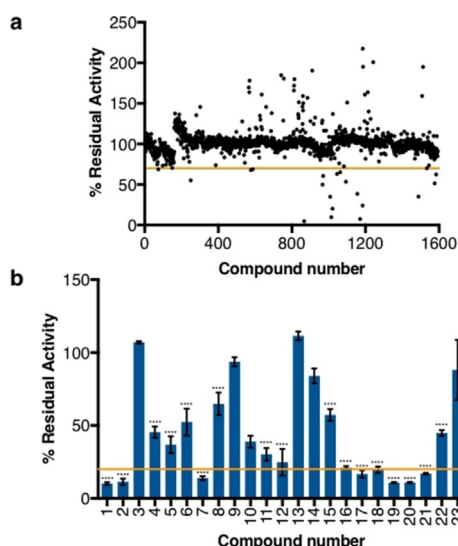 a
% Residual Activity
250
200
150
100
50
0
0 400 800 1200 1600
Compound number
b
% Residual Activity
150
100
50
0
**** **** **** **** **** **** **** **** **** **** **** **** **** **** **** **** ****
1 2 3 4 5 6 7 8 9 10 11 12 13 14 15 16 17 18 19 20 21 22 23
Compound number